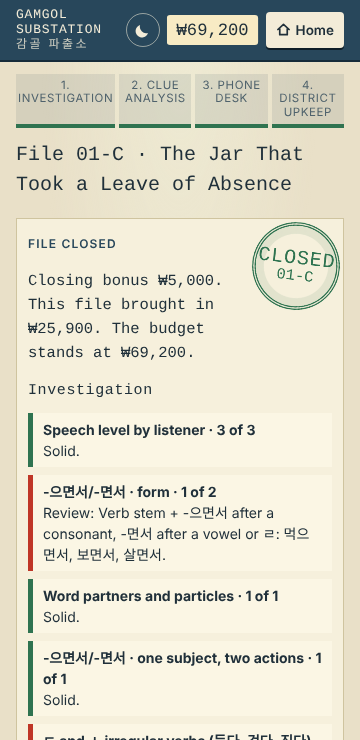 GAMGOL
SUBSTATION
감골 파출소
₩69,200
Home
1.
INVESTIGATION
2. CLUE
ANALYSIS
3. PHONE
DESK
4.
DISTRICT
UPKEEP
File 01-C · The Jar That
Took a Leave of Absence
FILE CLOSED
CLOSED
01-C
Closing bonus ₩5,000.
This file brought in
₩25,900. The budget
stands at ₩69,200.
Investigation
Speech level by listener · 3 of 3
Solid.
-으면서/-면서 · form · 1 of 2
Review: Verb stem + -으면서 after a
consonant, -면서 after a vowel or ㄹ: 먹으
면서, 보면서, 살면서.
Word partners and particles · 1 of 1
Solid.
-으면서/-면서 · one subject, two actions · 1
of 1
Solid.